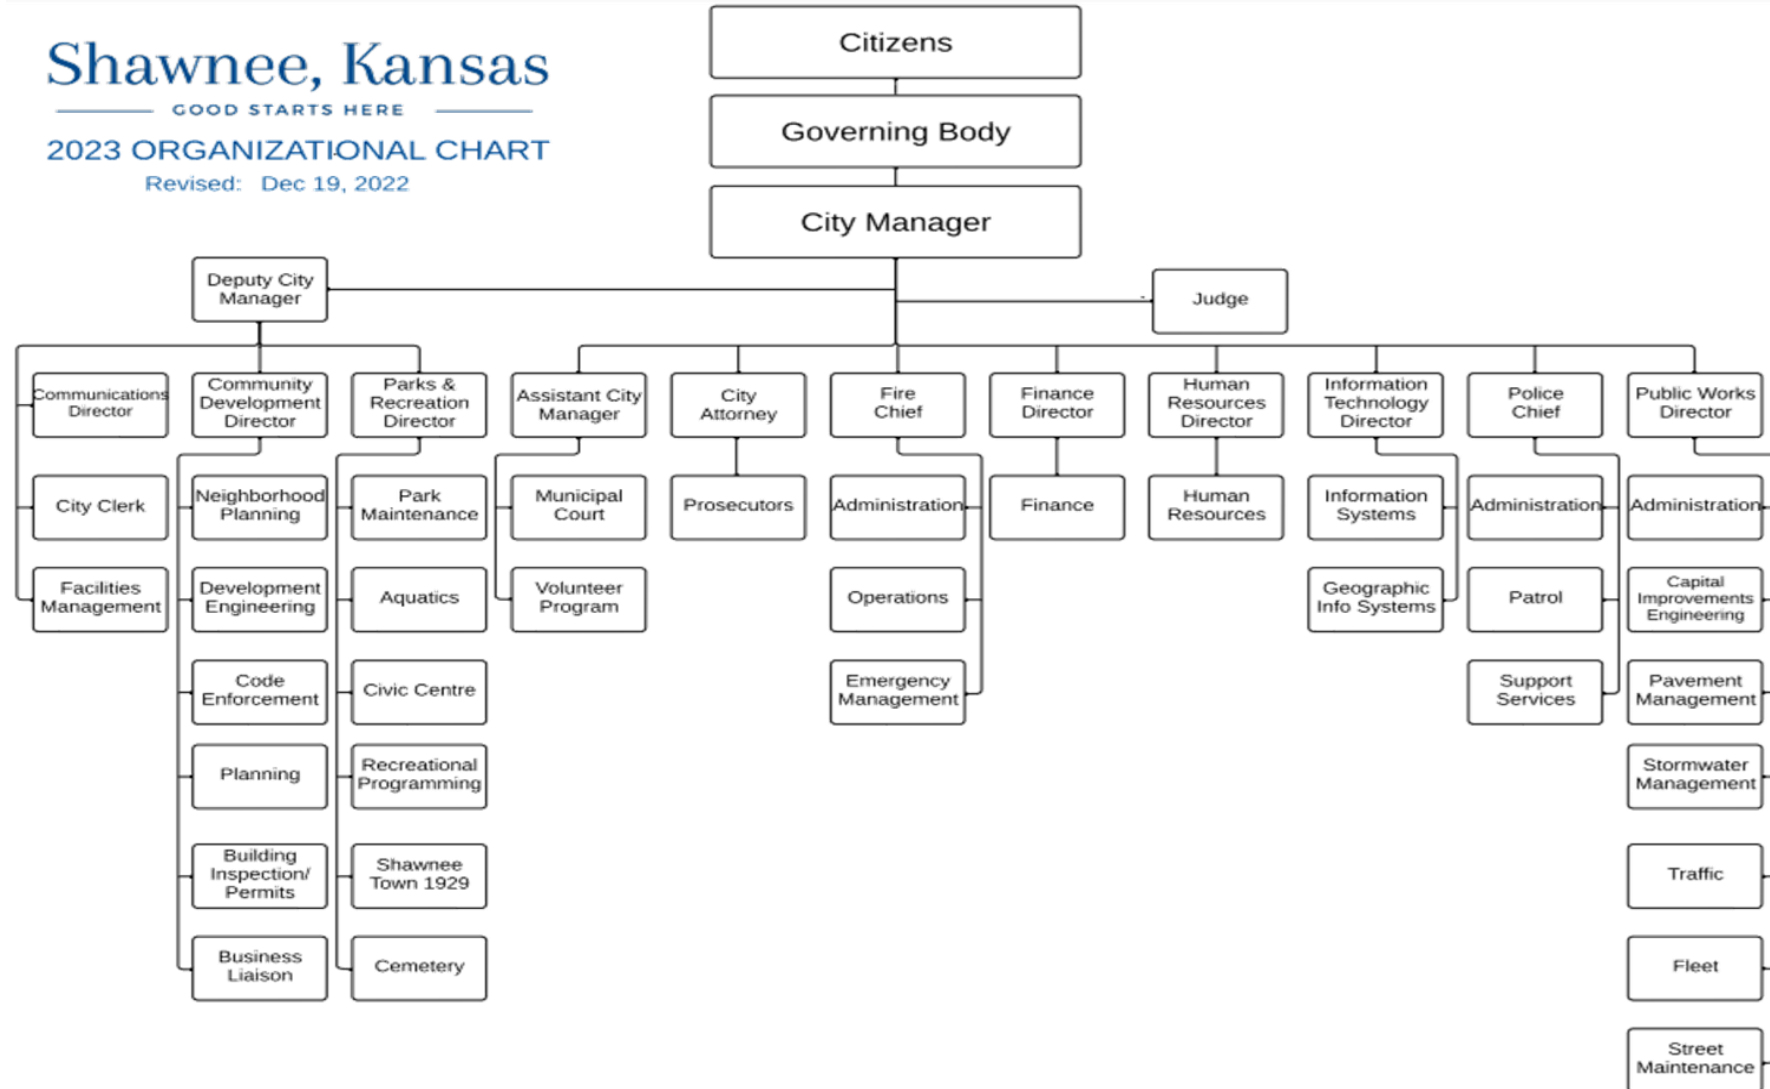 Shawnee, Kansas
GOOD STARTS HERE
2023 ORGANIZATIONAL CHART
Revised: Dec 19, 2022
Citizens
Governing Body
City Manager
Deputy City
Manager
Judge
Communications
Director
Community
Development
Director
Parks &
Recreation
Director
Assistant City
Manager
City
Attorney
Fire
Chief
Finance
Director
Human
Resources
Director
Information
Technology
Director
Police
Chief
Public Works
Director
City Clerk
Neighborhood
Planning
Park
Maintenance
Municipal
Court
Prosecutors
Administration
Finance
Human
Resources
Information
Systems
Administration
Administration
Facilities
Management
Development
Engineering
Aquatics
Volunteer
Program
Operations
Geographic
Info Systems
Patrol
Capital
Improvements
Engineering
Code
Enforcement
Civic Centre
Emergency
Management
Support
Services
Pavement
Management
Planning
Recreational
Programming
Stormwater
Management
Building
Inspection/
Permits
Shawnee
Town 1929
Traffic
Business
Liaison
Cemetery
Fleet
Street
Maintenance